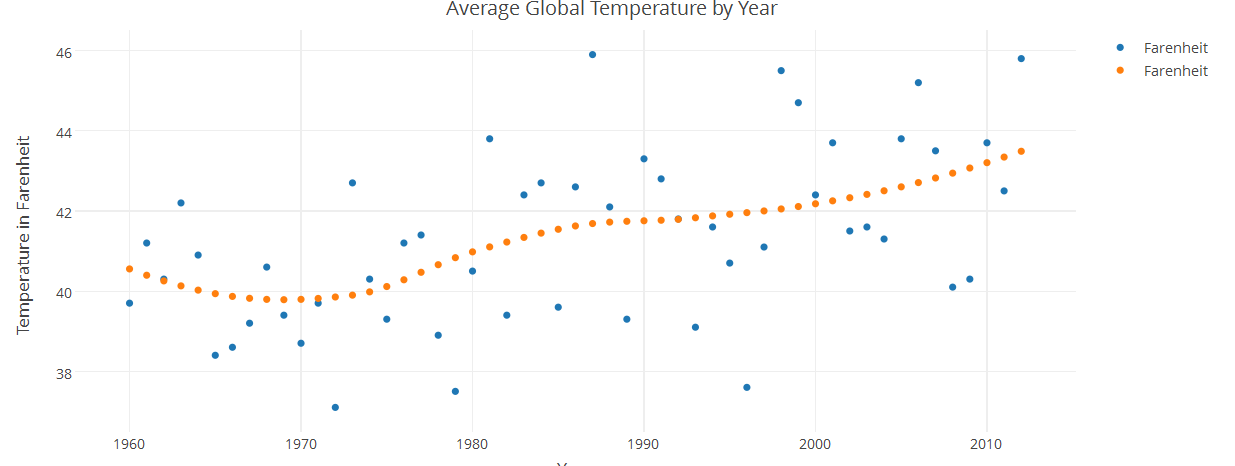 Average Global Temperature by Year
Farenheit
Farenheit
Temperature in Farenheit
46
44
42
40
38
1960
1970
1980
1990
2000
2010